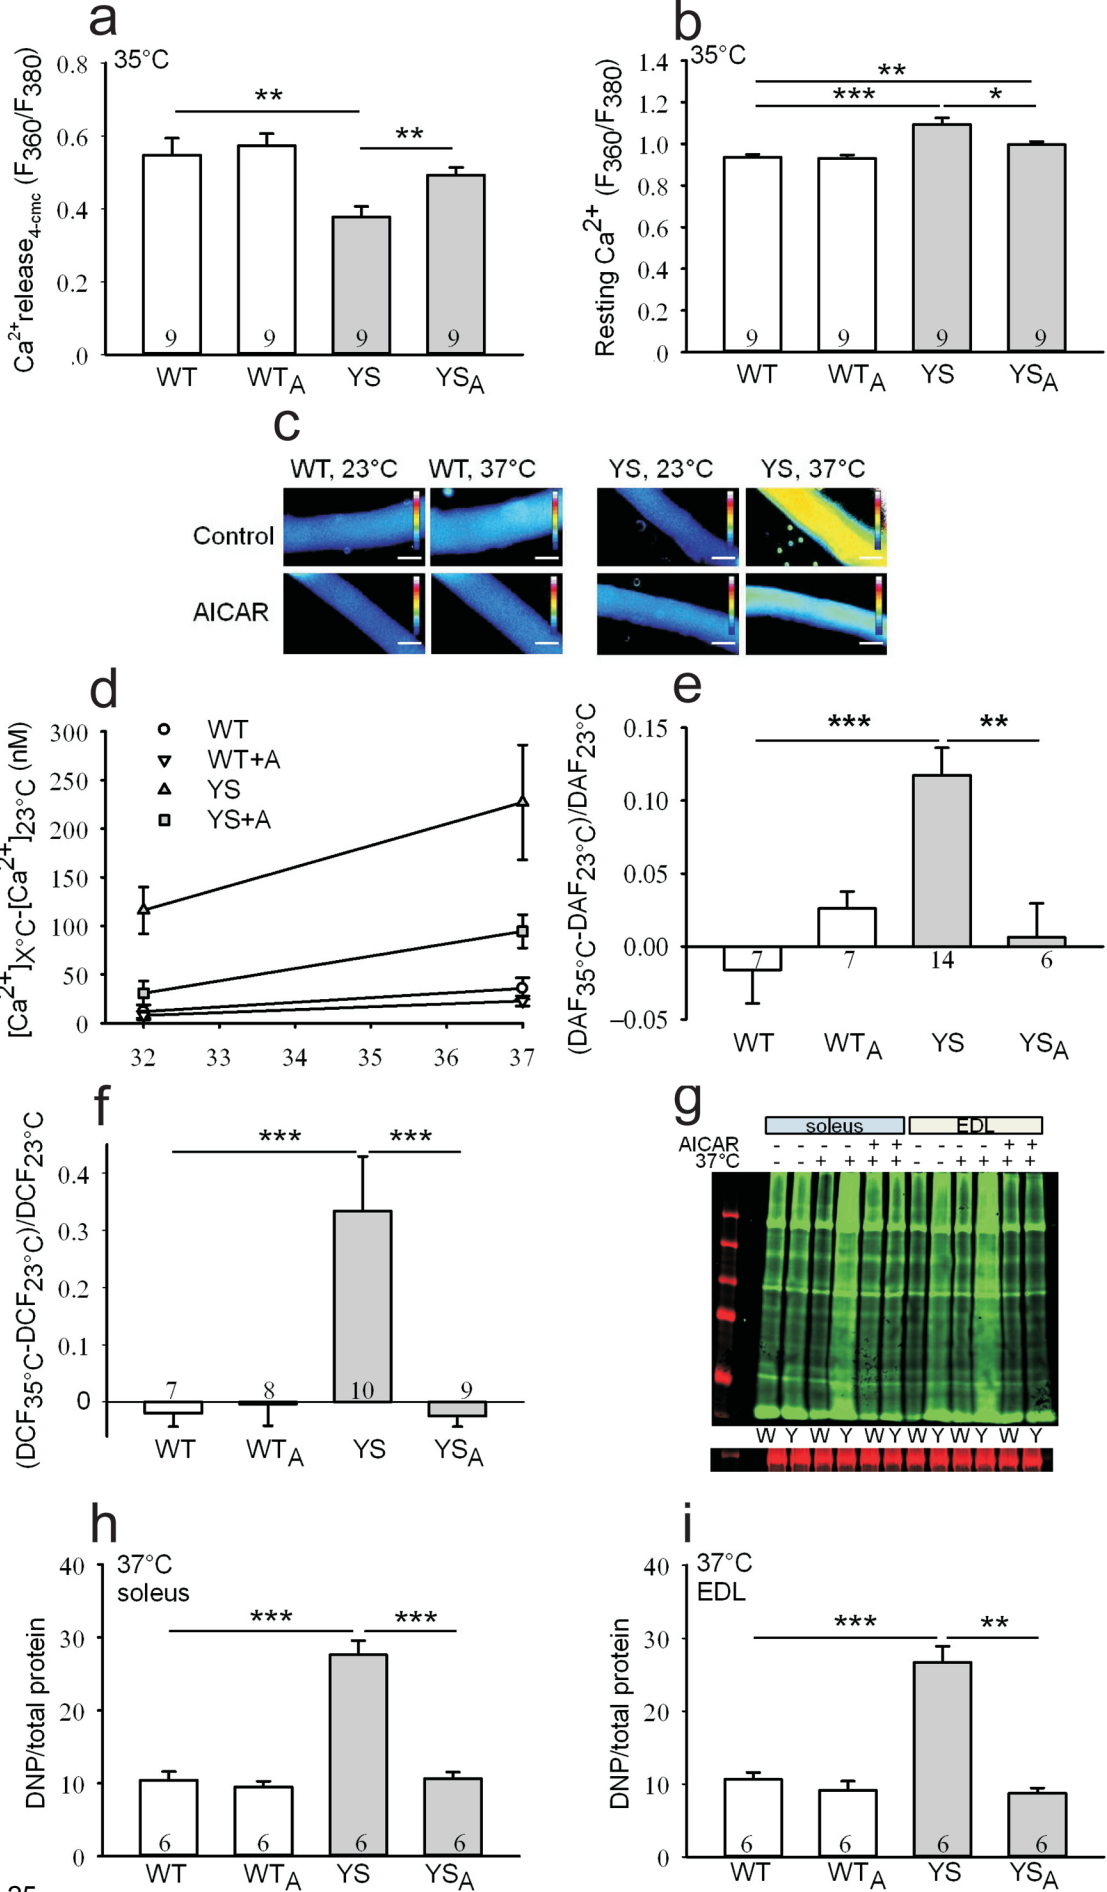 a
35°C
Ca2+release4-cmc (F360/F380)
0.8
0.6
0.4
0.2
.0
**
**
9 9 9 9
WT WTA YS YSA
b
35°C
Resting Ca2+ (F360/F380)
1.4
1.2
1.0
0.8
0.6
0.4
0.2
.0
**
*** *
9 9 9 9
WT WTA YS YSA
c
WT, 23°C WT, 37°C YS, 23°C YS, 37°C
Control
AICAR
d
[Ca2+]X°C-[Ca2+]23°C (nM)
300
250
200
150
100
50
0
WT
WT+A
YS
YS+A
32 33 34 35 36 37
e
(DAF35°C-DAF23°C)/DAF23°C
0.15
0.10
0.05
0.00
−0.05
*** **
7 7 14 6
WT WTA YS YSA
f
(DCF35°C-DCF23°C)/DCF23°C
0.4
0.3
0.2
0.1
0
*** ***
7 8 10 9
WT WTA YS YSA
g
soleus EDL
AICAR - - - - + + - - - - + +
37°C - - + + + + - - + + + +
W Y W Y W Y W Y W Y W Y
h
37°C
soleus
DNP/total protein
40
30
20
10
0
*** ***
6 6 6 6
WT WTA YS YSA
i
37°C
EDL
DNP/total protein
40
30
20
10
0
*** **
6 6 6 6
WT WTA YS YSA